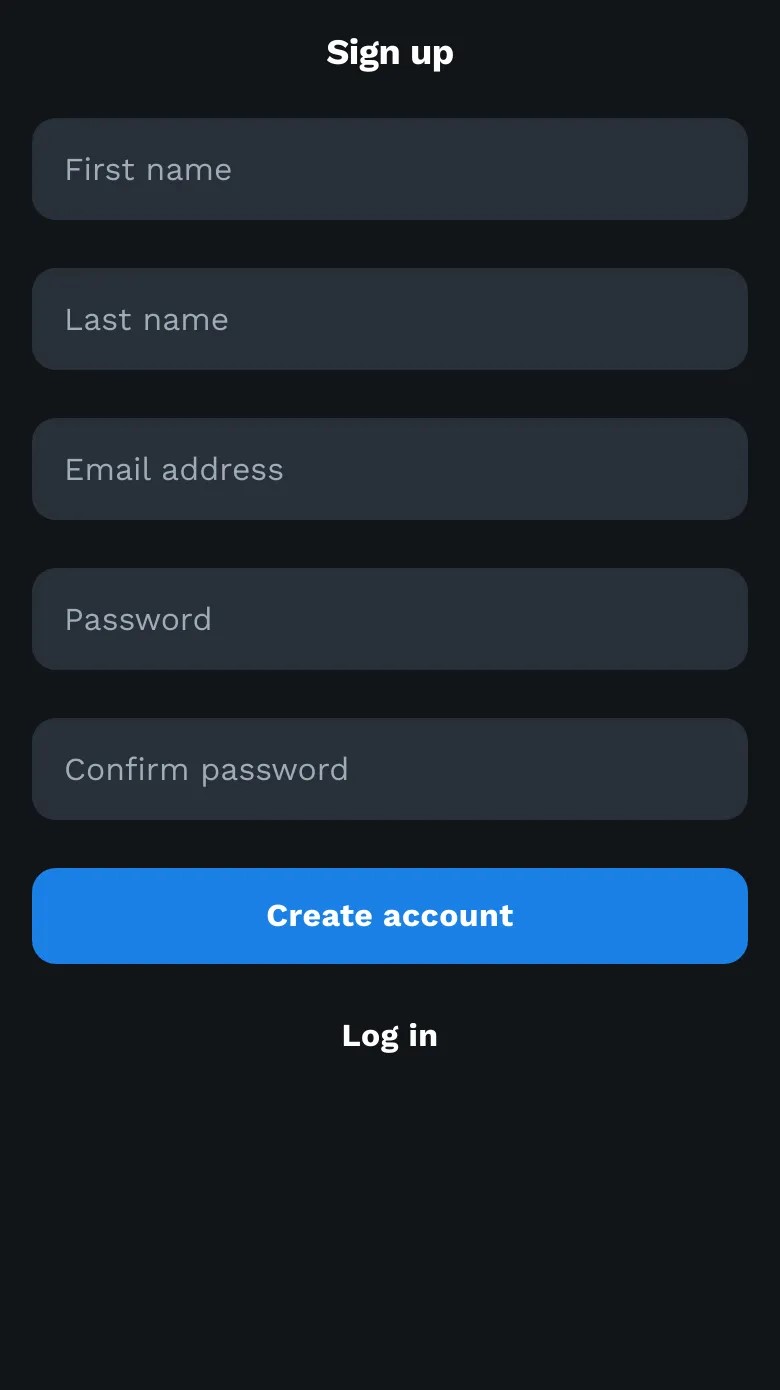 Sign up
First name
Last name
Email address
Password
Confirm password
Create account
Log in